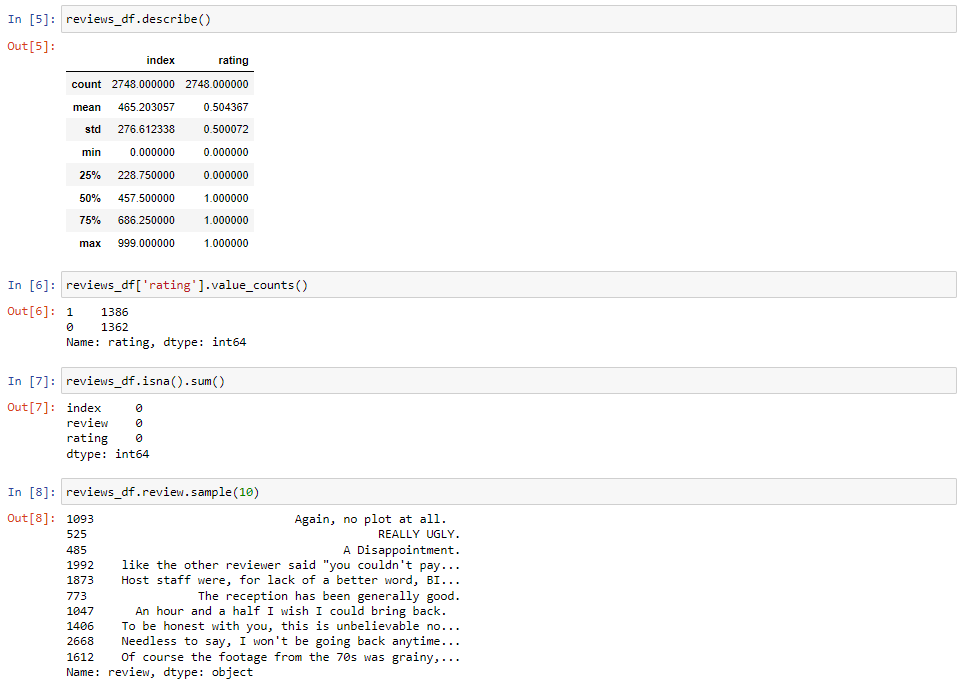 In [5]: reviews_df.describe()
Out[5]:
index rating
count 2748.000000 2748.000000
mean 465.203057 0.504367
std 276.612338 0.500072
min 0.000000 0.000000
25% 228.750000 0.000000
50% 457.500000 1.000000
75% 686.250000 1.000000
max 999.000000 1.000000
In [6]: reviews_df['rating'].value_counts()
Out[6]: 1 1386
0 1362
Name: rating, dtype: int64
In [7]: reviews_df.isna().sum()
Out[7]: index 0
review 0
rating 0
dtype: int64
In [8]: reviews_df.review.sample(10)
Out[8]: 1093 Again, no plot at all.
525 REALLY UGLY.
485 A Disappointment.
1992 like the other reviewer said "you couldn't pay...
1873 Host staff were, for lack of a better word, BI...
773 The reception has been generally good.
1047 An hour and a half I wish I could bring back.
1406 To be honest with you, this is unbelievable no...
2668 Needless to say, I won't be going back anytime...
1612 Of course the footage from the 70s was grainy,...
Name: review, dtype: object